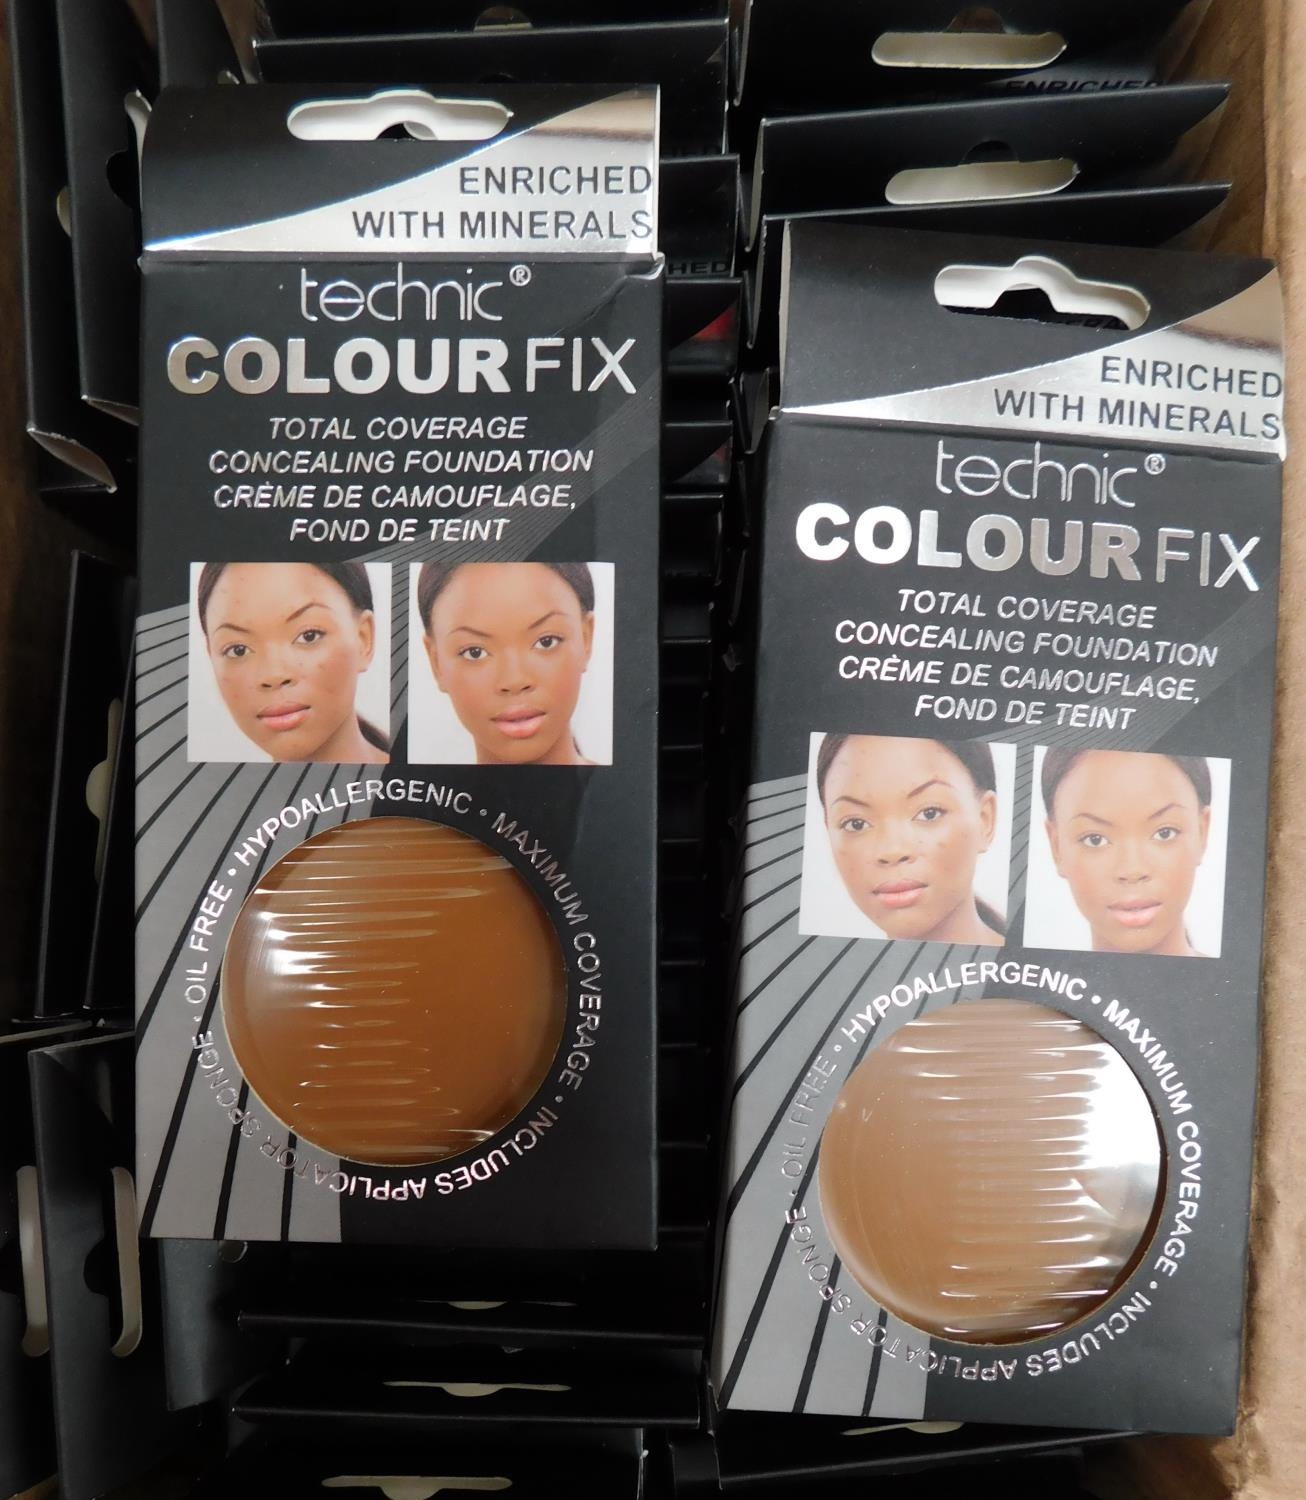 ENRICHED
WITH MINERALS
technic®
COLOUR FIX
TOTAL COVERAGE
CONCEALING FOUNDATION
CRÈME DE CAMOUFLAGE,
FOND DE TEINT
• OIL FREE • HYPOALLERGENIC • MAXIMUM COVERAGE • INCLUDES APPLICATOR SPONGE
ENRICHED
WITH MINERALS
technic®
COLOUR FIX
TOTAL COVERAGE
CONCEALING FOUNDATION
CRÈME DE CAMOUFLAGE,
FOND DE TEINT
• OIL FREE • HYPOALLERGENIC • MAXIMUM COVERAGE • INCLUDES APPLICATOR SPONGE
ENRICHED